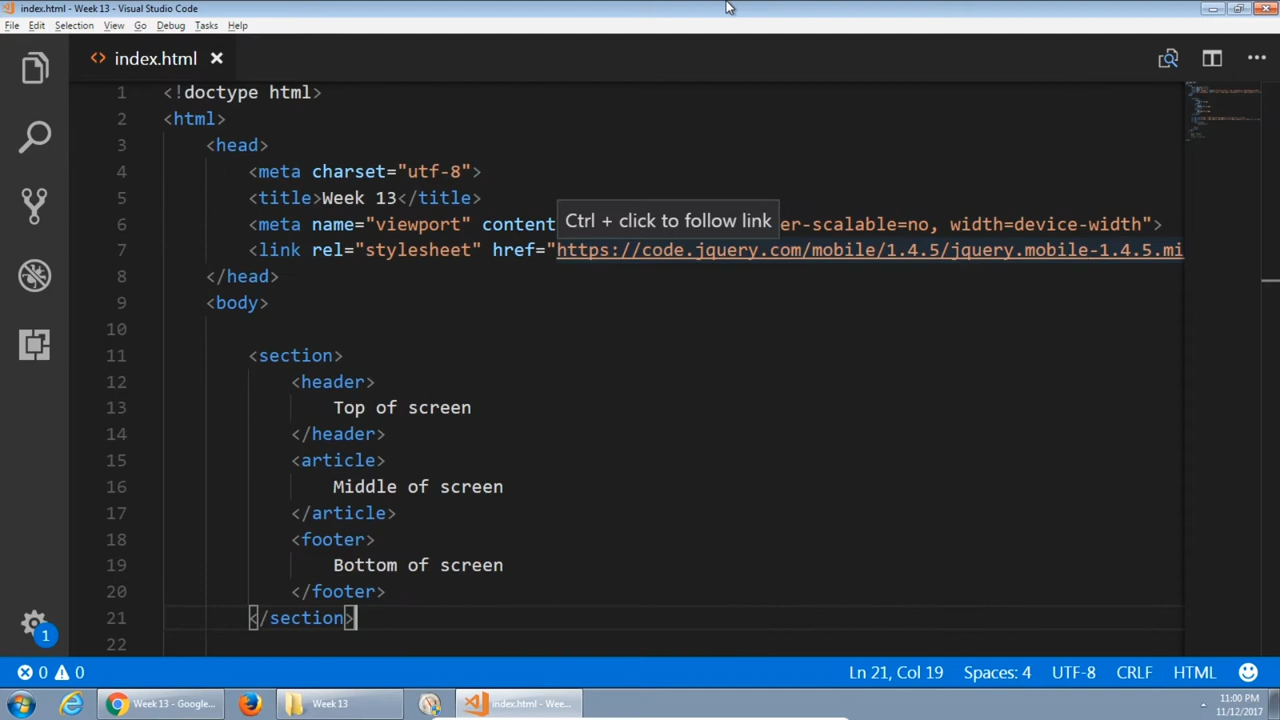 index.html - Week 13 - Visual Studio Code
File Edit Selection View Go Debug Tasks Help
index.html
1 <!doctype html>
2 <html>
3 <head>
4 <meta charset="utf-8">
5 <title>Week 13</title>
Ctrl + click to follow link
6 <meta name="viewport" content er-scalable=no, width=device-width">
7 <link rel="stylesheet" href="https://code.jquery.com/mobile/1.4.5/jquery.mobile-1.4.5.mi
8 </head>
9 <body>
10
11 <section>
12 <header>
13 Top of screen
14 </header>
15 <article>
16 Middle of screen
17 </article>
18 <footer>
19 Bottom of screen
20 </footer>
21 </section>
22
1
0 0 Ln 21, Col 19 Spaces: 4 UTF-8 CRLF HTML
Week 13 - Google... Week 13 index.html - Wee... 11:00 PM
11/12/2017